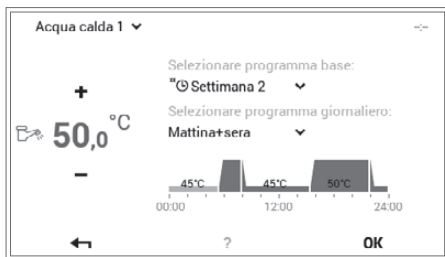 Acqua calda 1
-:-
Selezionare programma base:
"Settimana 2
Selezionare programma giornaliero:
Mattina+sera
+
50,0°C
−
45°C 45°C 50°C
00:00 12:00 24:00
? OK